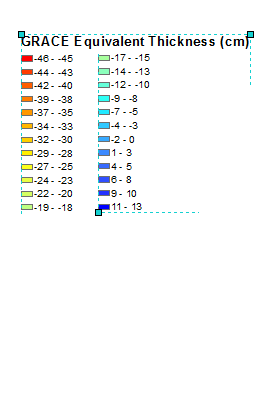 GRACE Equivalent Thickness (cm)
-46 - -45
-44 - -43
-42 - -40
-39 - -38
-37 - -35
-34 - -33
-32 - -30
-29 - -28
-27 - -25
-24 - -23
-22 - -20
-19 - -18
-17 - -15
-14 - -13
-12 - -10
-9 - -8
-7 - -5
-4 - -3
-2 - 0
1 - 3
4 - 5
6 - 8
9 - 10
11 - 13